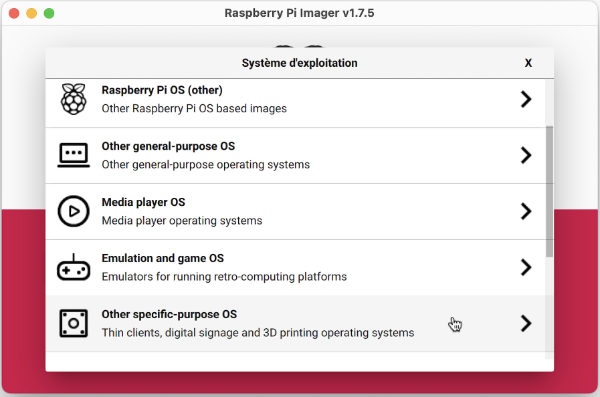 Raspberry Pi Imager v1.7.5
Système d'exploitation
X
Raspberry Pi OS (other)
Other Raspberry Pi OS based images
Other general-purpose OS
Other general-purpose operating systems
Media player OS
Media player operating systems
Emulation and game OS
Emulators for running retro-computing platforms
Other specific-purpose OS
Thin clients, digital signage and 3D printing operating systems